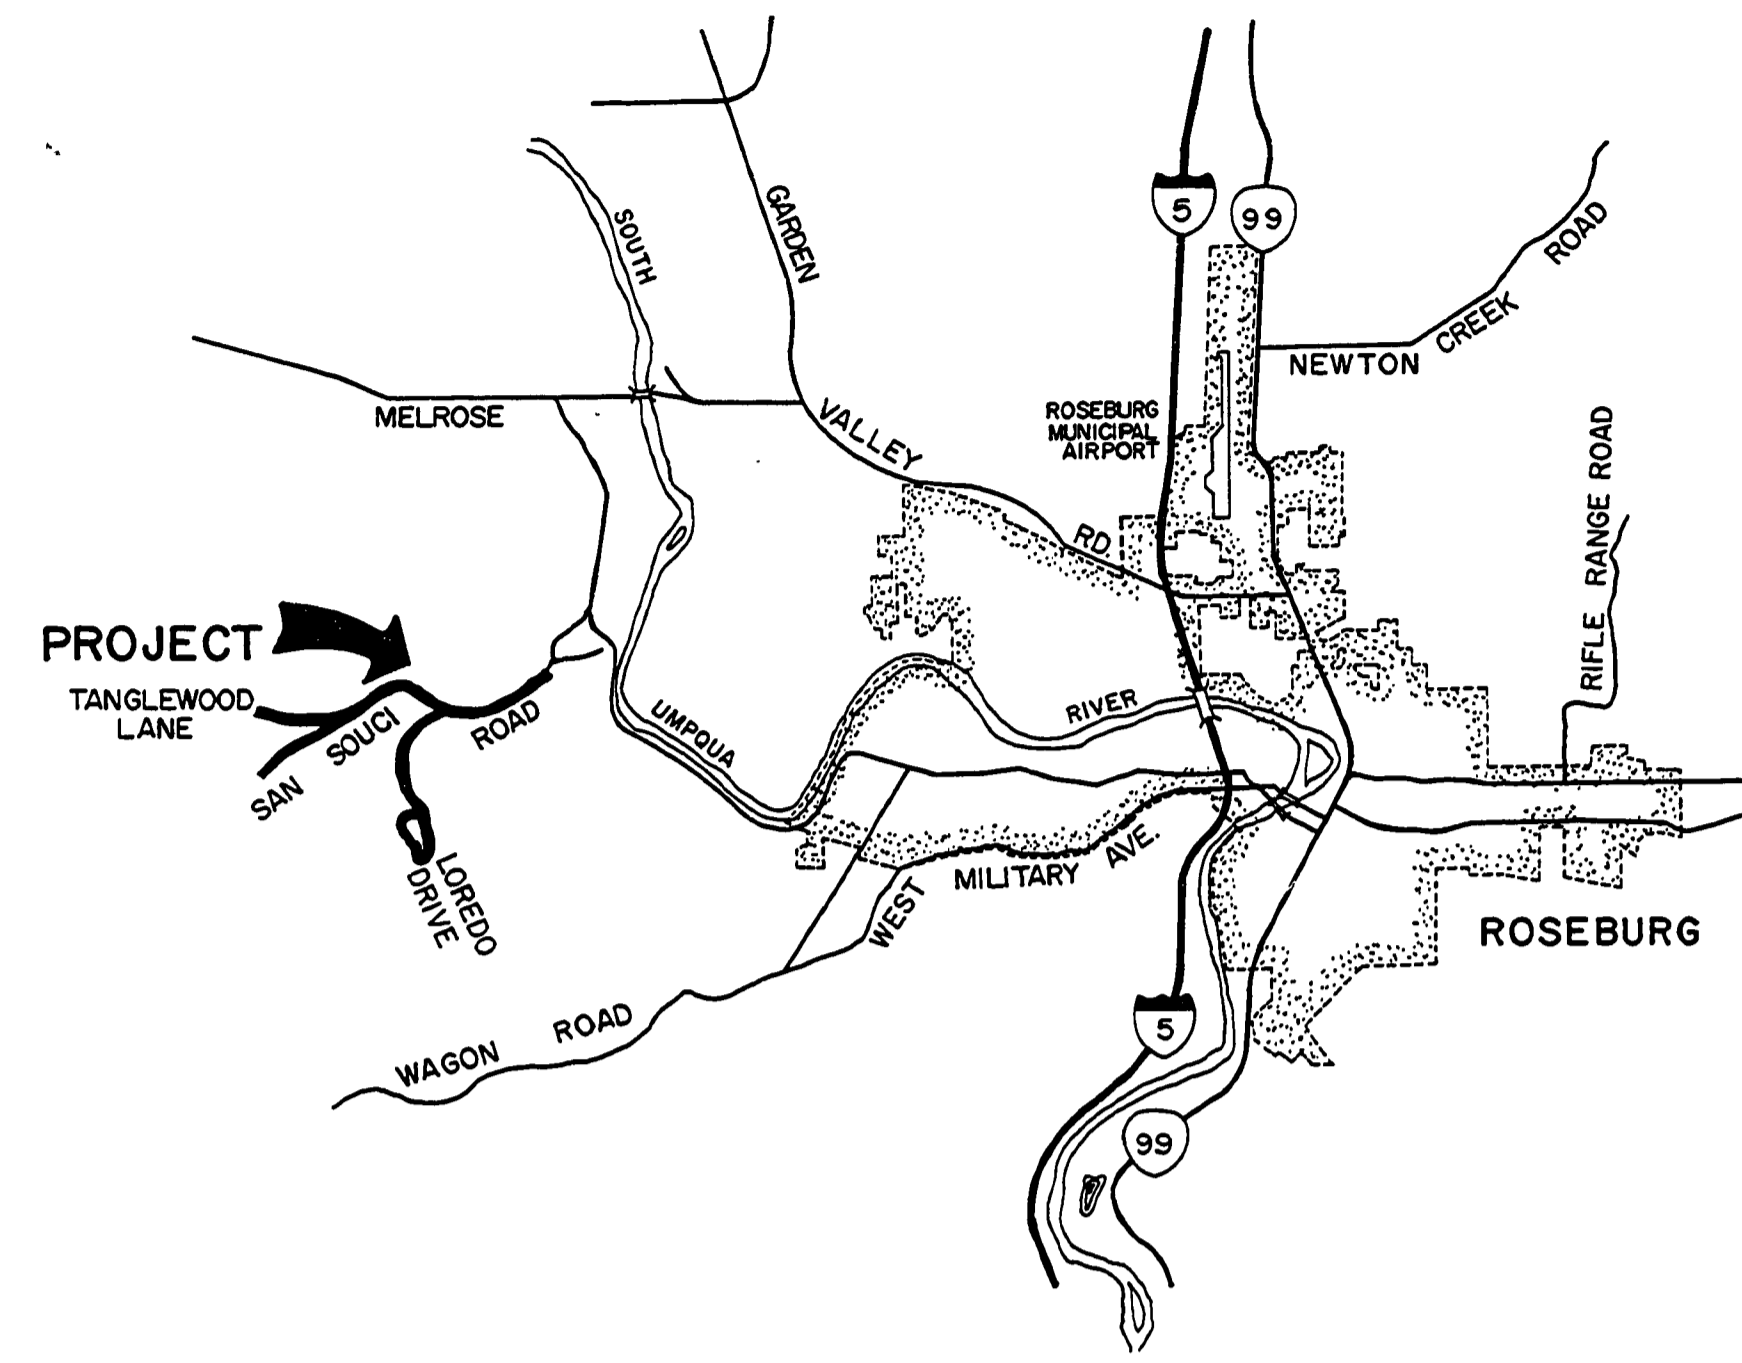 5
99
GARDEN
SOUTH
ROAD
CREEK
NEWTON
MELROSE
VALLEY
ROSEBURG
MUNICIPAL
AIRPORT
RD.
RIFLE RANGE ROAD
PROJECT
TANGLEWOOD
LANE
SAN SOUCI ROAD
UMPQUA
RIVER
LOREDO
DRIVE
MILITARY AVE.
WEST
ROSEBURG
WAGON ROAD
5
99